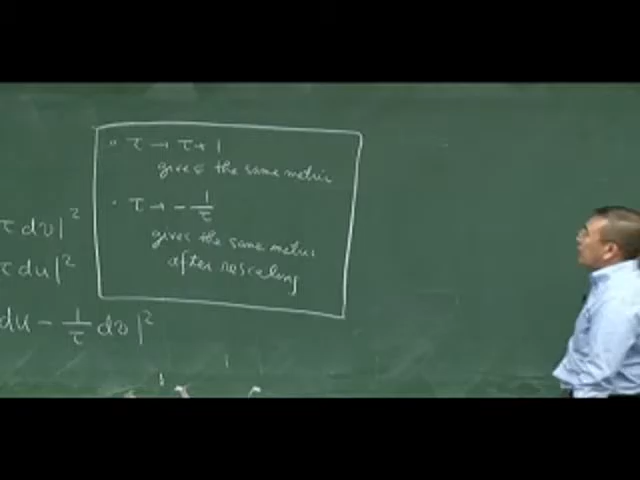 τ → τ + 1
gives the same metric
τ → - 1/τ
gives the same metric
after rescaling
τ dv|²
τ du|²
du - 1/τ dv|²